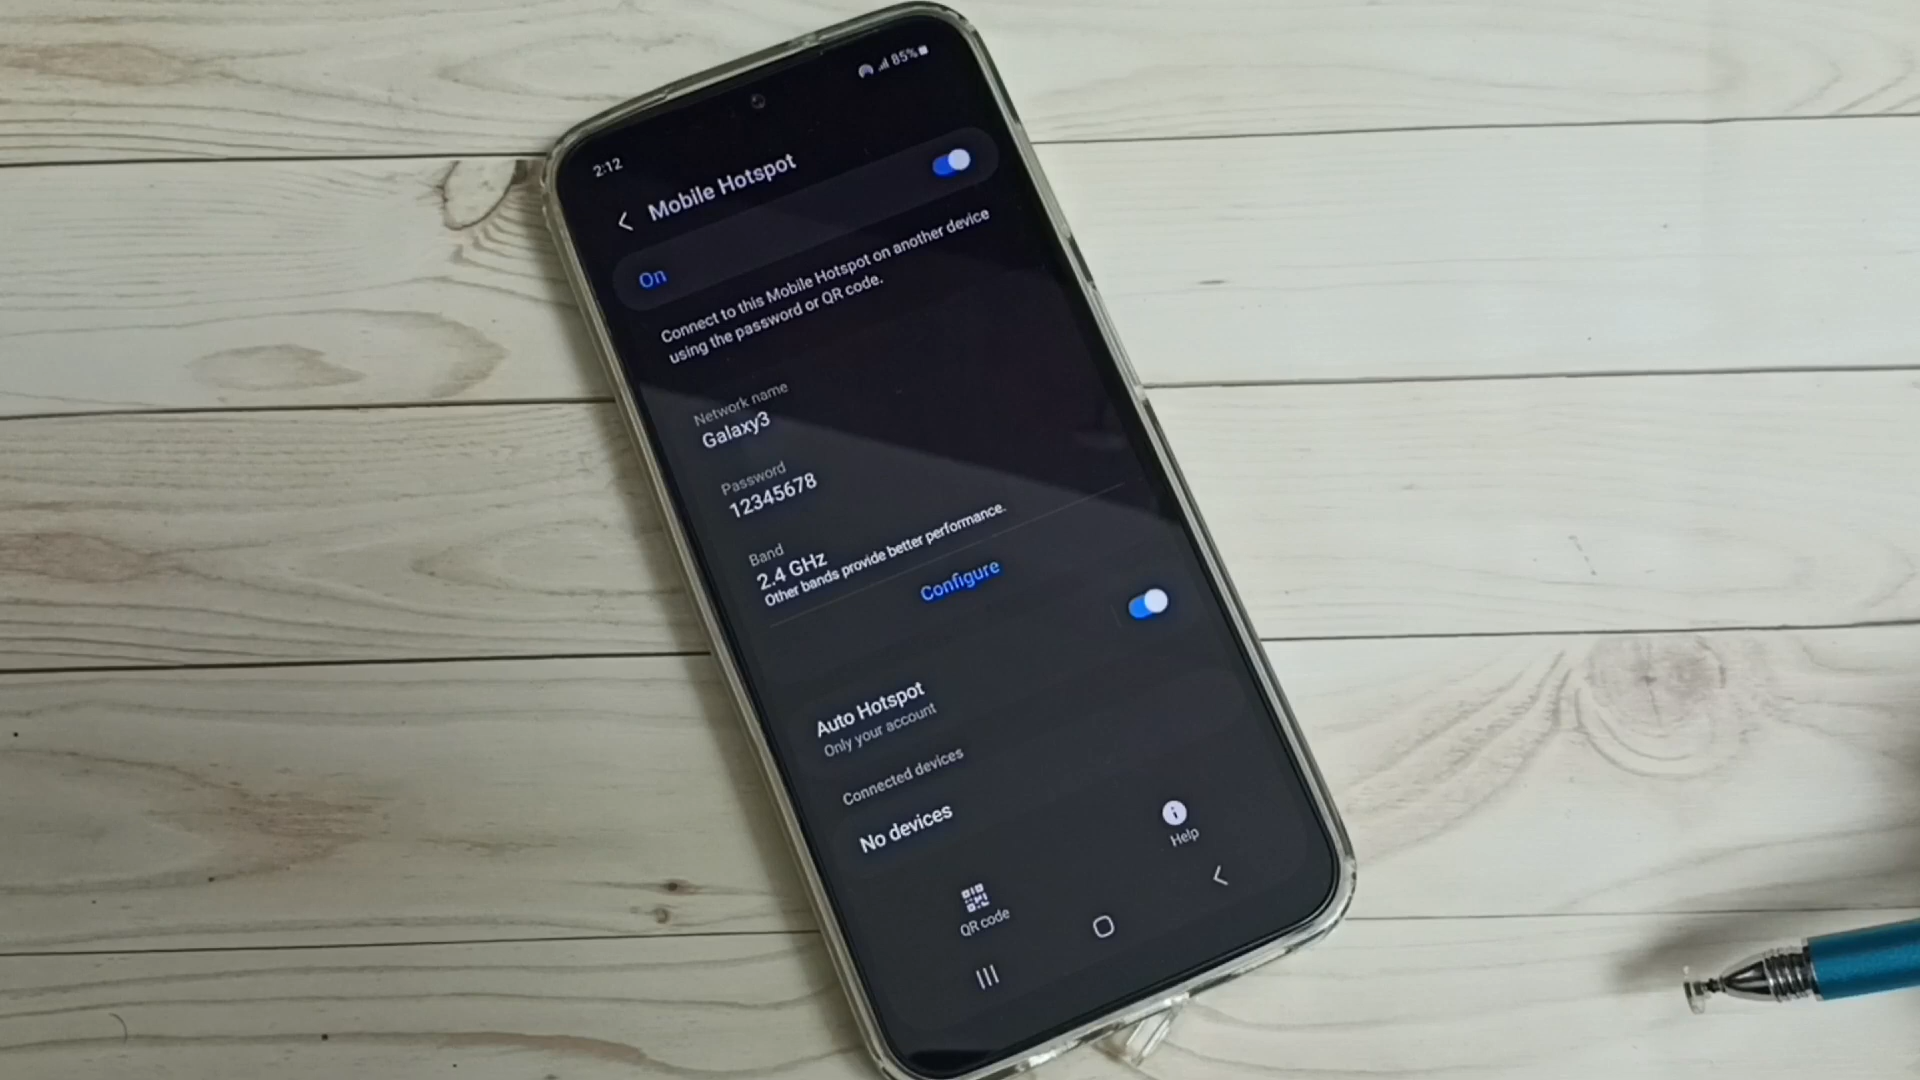 2:12
85%
Mobile Hotspot
On
Connect to this Mobile Hotspot on another device
using the password or QR code.
Network name
Galaxy3
Password
12345678
Band
2.4 GHz
Other bands provide better performance.
Configure
Auto Hotspot
Only your account
Connected devices
No devices
QR code
Help